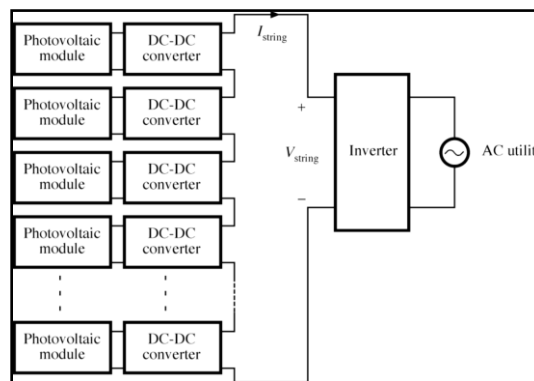 Photovoltaic
module
DC-DC
converter
I string
Photovoltaic
module
DC-DC
converter
+
V string
−
Inverter
AC utilit
Photovoltaic
module
DC-DC
converter
Photovoltaic
module
DC-DC
converter
Photovoltaic
module
DC-DC
converter